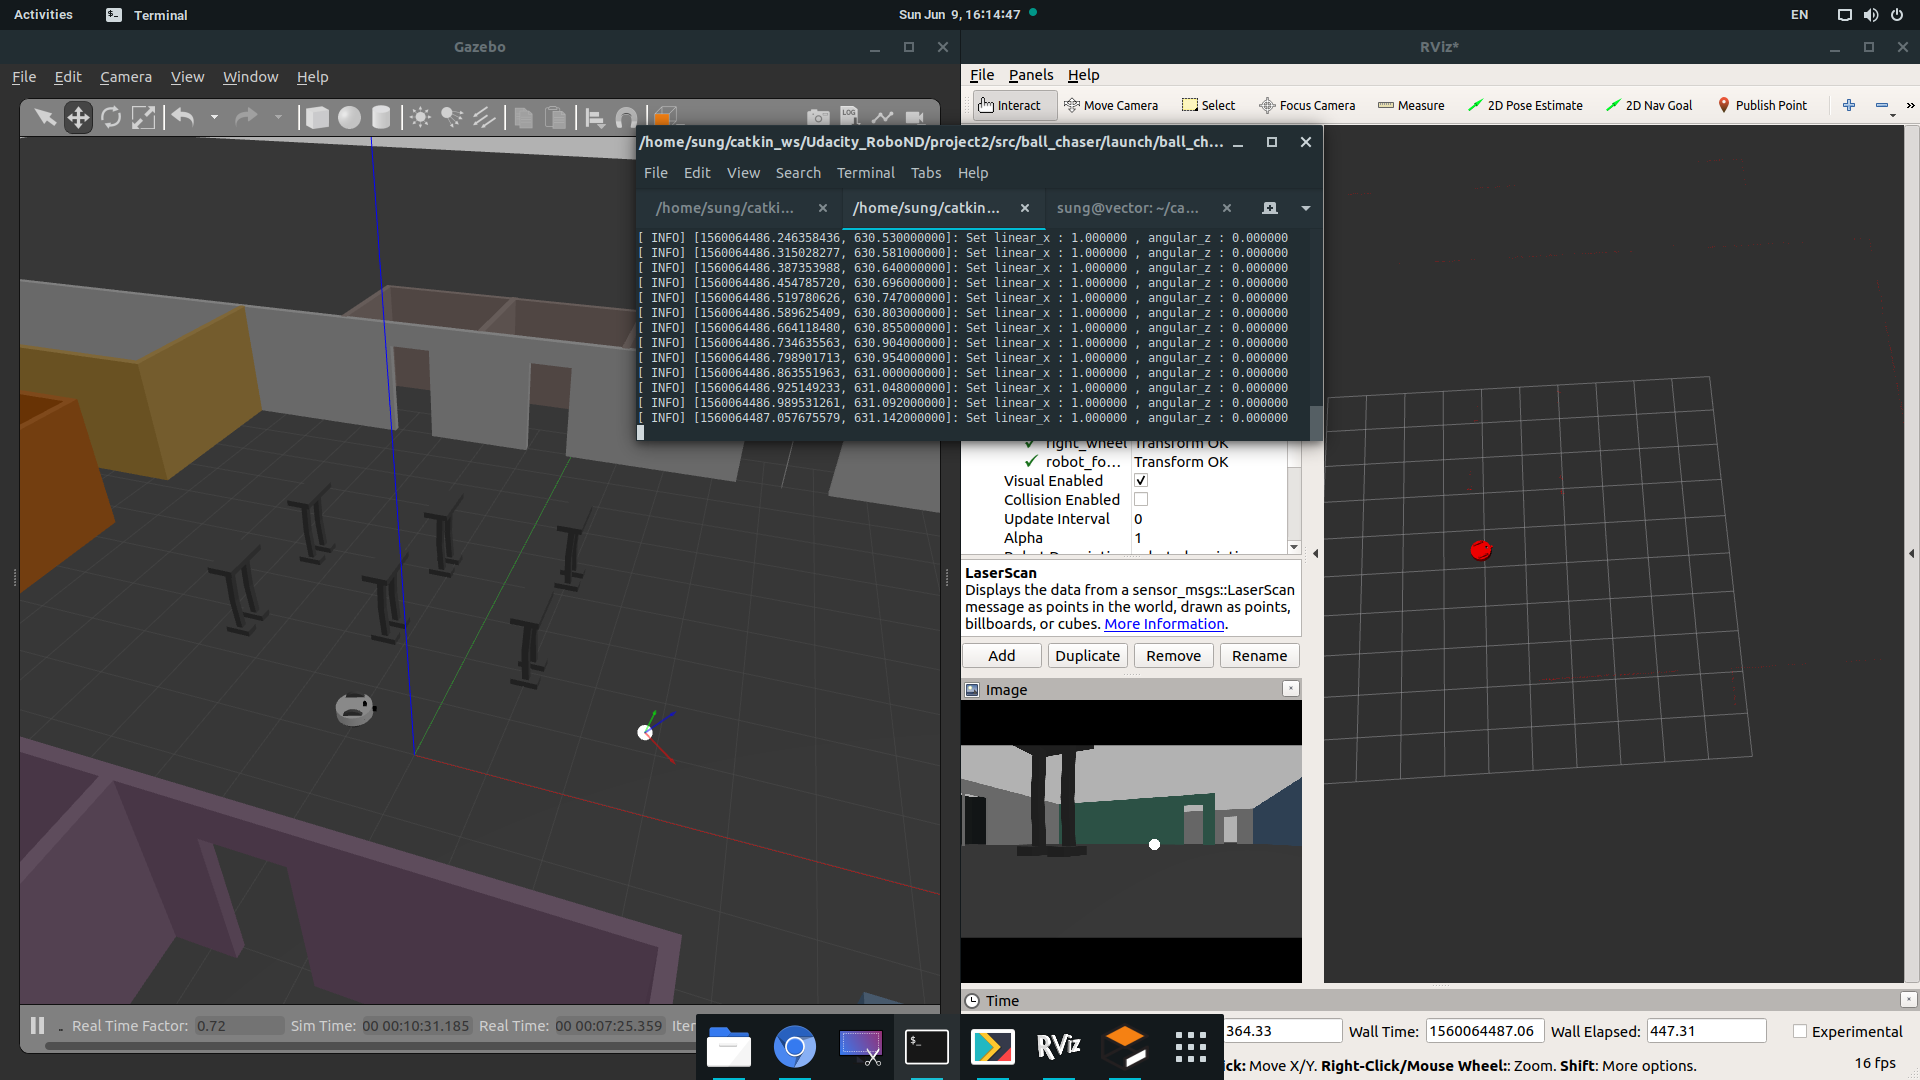 Activities
Terminal
Sun Jun 9, 16:14:47
EN
Gazebo
File Edit Camera View Window Help
LOG
RViz*
File Panels Help
Interact Move Camera Select Focus Camera Measure 2D Pose Estimate 2D Nav Goal Publish Point »
/home/sung/catkin_ws/Udacity_RoboND/project2/src/ball_chaser/launch/ball_ch...
File Edit View Search Terminal Tabs Help
/home/sung/catki... /home/sung/catkin... sung@vector: ~/ca...
[ INFO] [1560064486.246358436, 630.530000000]: Set linear_x : 1.000000 , angular_z : 0.000000
[ INFO] [1560064486.315028277, 630.581000000]: Set linear_x : 1.000000 , angular_z : 0.000000
[ INFO] [1560064486.387353988, 630.640000000]: Set linear_x : 1.000000 , angular_z : 0.000000
[ INFO] [1560064486.454785720, 630.696000000]: Set linear_x : 1.000000 , angular_z : 0.000000
[ INFO] [1560064486.519780626, 630.747000000]: Set linear_x : 1.000000 , angular_z : 0.000000
[ INFO] [1560064486.589625409, 630.803000000]: Set linear_x : 1.000000 , angular_z : 0.000000
[ INFO] [1560064486.664118480, 630.855000000]: Set linear_x : 1.000000 , angular_z : 0.000000
[ INFO] [1560064486.734635563, 630.904000000]: Set linear_x : 1.000000 , angular_z : 0.000000
[ INFO] [1560064486.798901713, 630.954000000]: Set linear_x : 1.000000 , angular_z : 0.000000
[ INFO] [1560064486.863551963, 631.000000000]: Set linear_x : 1.000000 , angular_z : 0.000000
[ INFO] [1560064486.925149233, 631.048000000]: Set linear_x : 1.000000 , angular_z : 0.000000
[ INFO] [1560064486.989531261, 631.092000000]: Set linear_x : 1.000000 , angular_z : 0.000000
[ INFO] [1560064487.057675579, 631.142000000]: Set linear_x : 1.000000 , angular_z : 0.000000
right_wheel Transform OK
robot_fo... Transform OK
Visual Enabled
Collision Enabled
Update Interval 0
Alpha 1
LaserScan
Displays the data from a sensor_msgs::LaserScan
message as points in the world, drawn as points,
billboards, or cubes. More Information.
Add Duplicate Remove Rename
Image
Time
Real Time Factor: 0.72 Sim Time: 00 00:10:31.185 Real Time: 00 00:07:25.359 Iter
RViz
364.33 Wall Time: 1560064487.06 Wall Elapsed: 447.31 Experimental
ick: Move X/Y. Right-Click/Mouse Wheel:: Zoom. Shift: More options.
16 fps